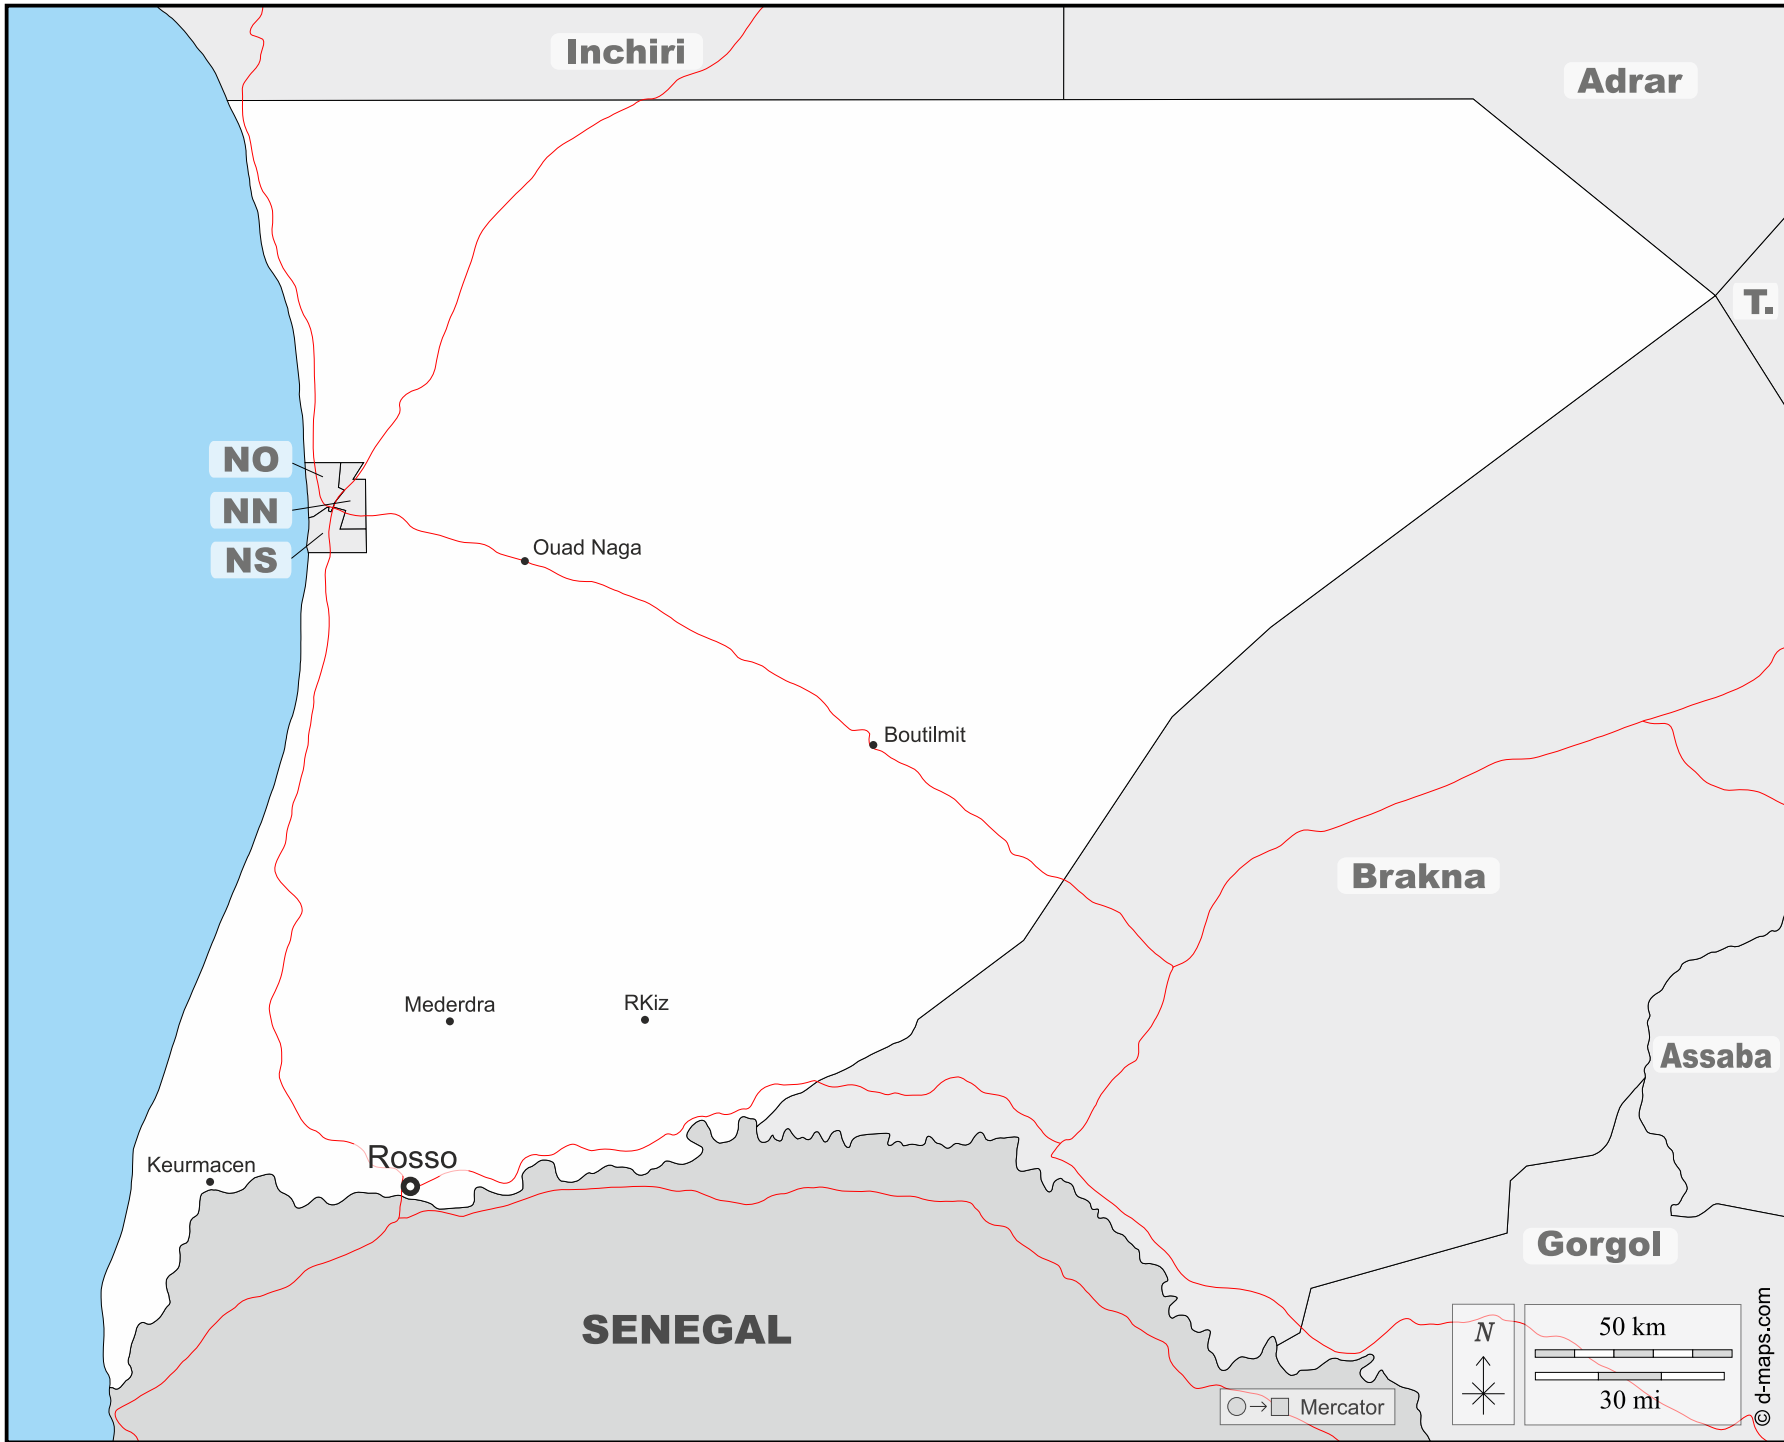 Inchiri
Adrar
T.
NO
NN
NS
Ouad Naga
Boutilmit
Brakna
Mederdra
RKiz
Assaba
Rosso
Keurmacen
Gorgol
SENEGAL
N
50 km
30 mi
Mercator
© d-maps.com